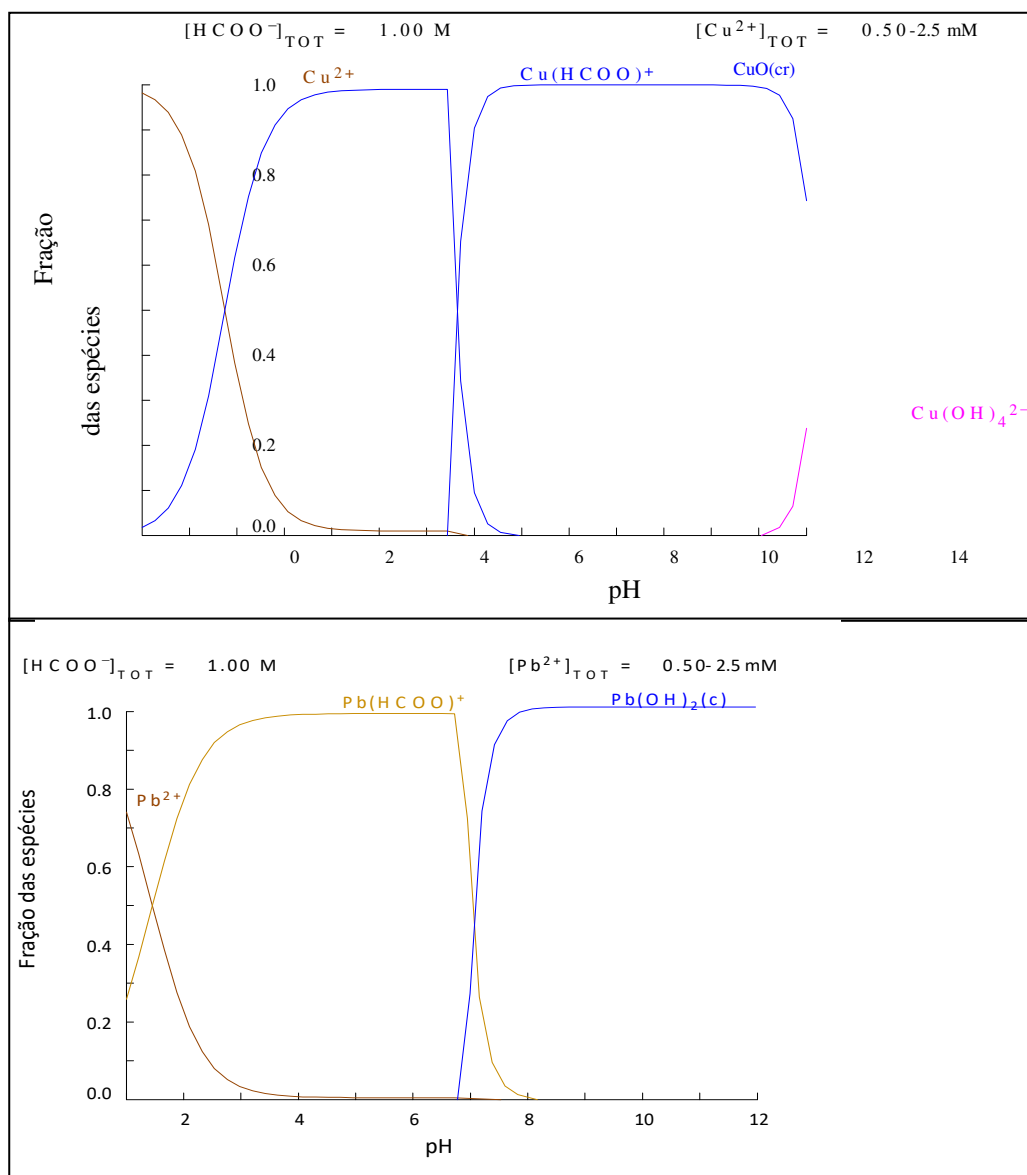 [HCOO⁻]TOT = 1.00 M
[Cu²⁺]TOT = 0.50-2.5 mM
Cu²⁺
Cu(HCOO)⁺
CuO(cr)
1.0
0.8
0.6
0.4
0.2
0.0
Fração
das espécies
Cu(OH)₄²⁻
0 2 4 6 8 10 12 14
pH
[HCOO⁻]TOT = 1.00 M
[Pb²⁺]TOT = 0.50-2.5 mM
Pb(HCOO)⁺
Pb(OH)₂(c)
Pb²⁺
1.0
0.8
0.6
0.4
0.2
0.0
Fração das espécies
2 4 6 8 10 12
pH